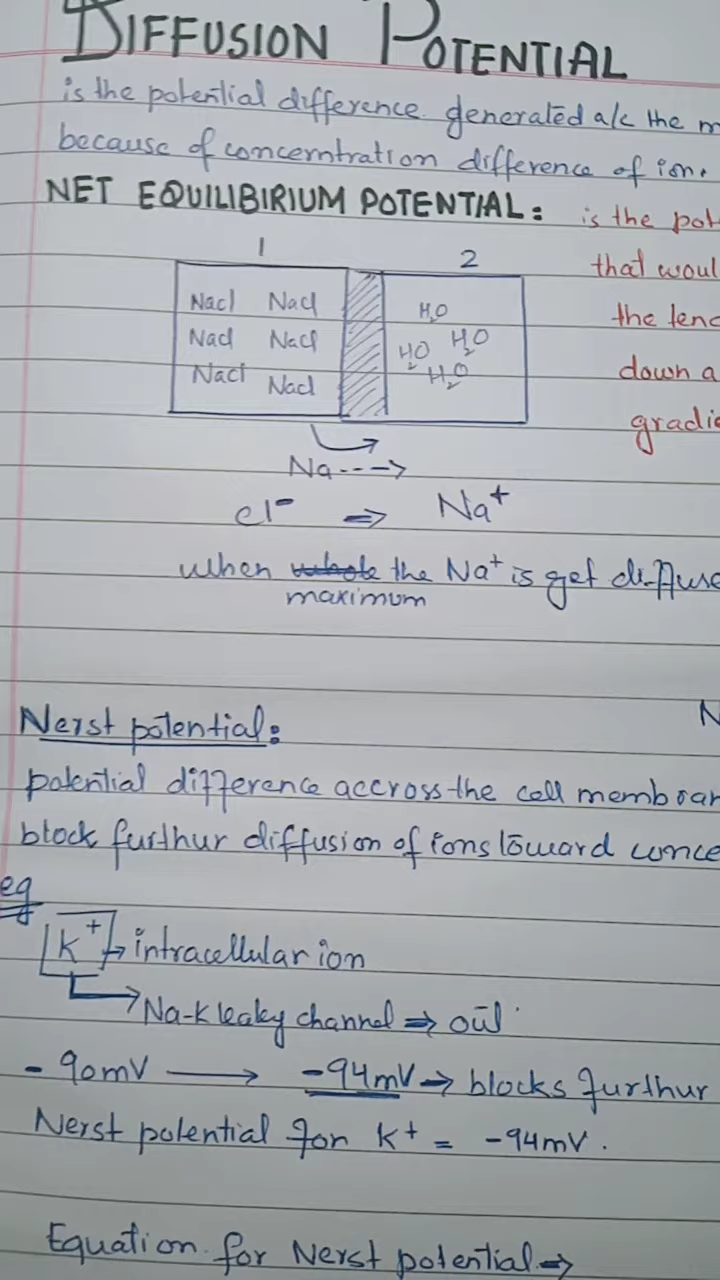 DIFFUSION POTENTIAL
is the potential difference generated a/c the m
because of concerntration difference of ion.
NET EQUILIBIRIUM POTENTIAL: is the pot
1 2
that woul
Nacl Nacl H2O
the tend
Nacl Nacl H2O H2O
Nacl Nacl H2O
down a
gradie
Na--->
cl- ⇒ Na+
when the Na+ is get diffuse
maximum
N
Nerst potential:
potential difference accross the cell membran
block furthur diffusion of ions toward conce
eg
[K+]→ intracellular ion
→ Na-K leaky channel ⇒ out
-90mV → -94mV → blocks furthur
Nerst potential for K+ = -94mV.
Equation for Nerst potential ⇒